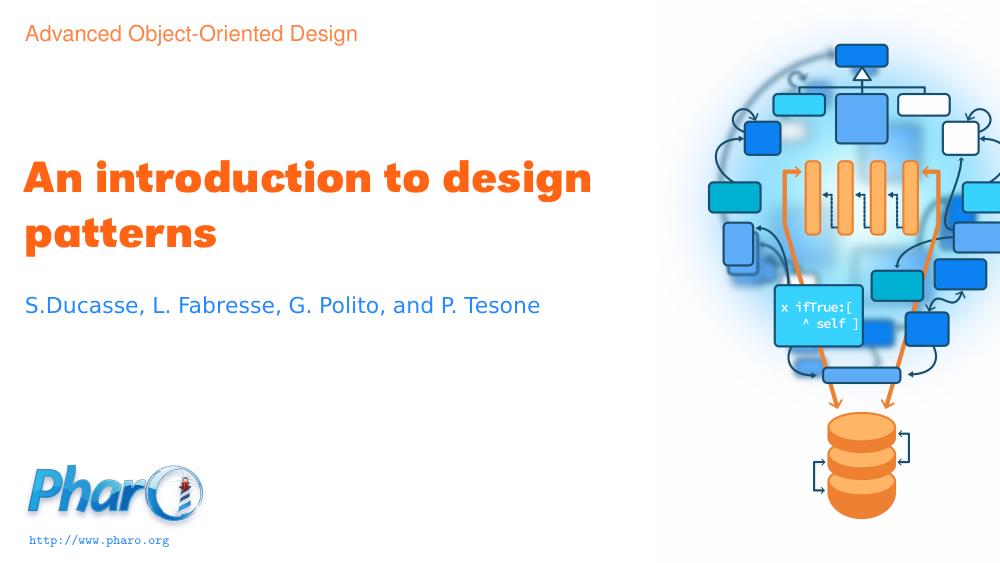 Advanced Object-Oriented Design
An introduction to design
patterns
S.Ducasse, L. Fabresse, G. Polito, and P. Tesone
x ifTrue:[
^ self ]
Pharo
http://www.pharo.org